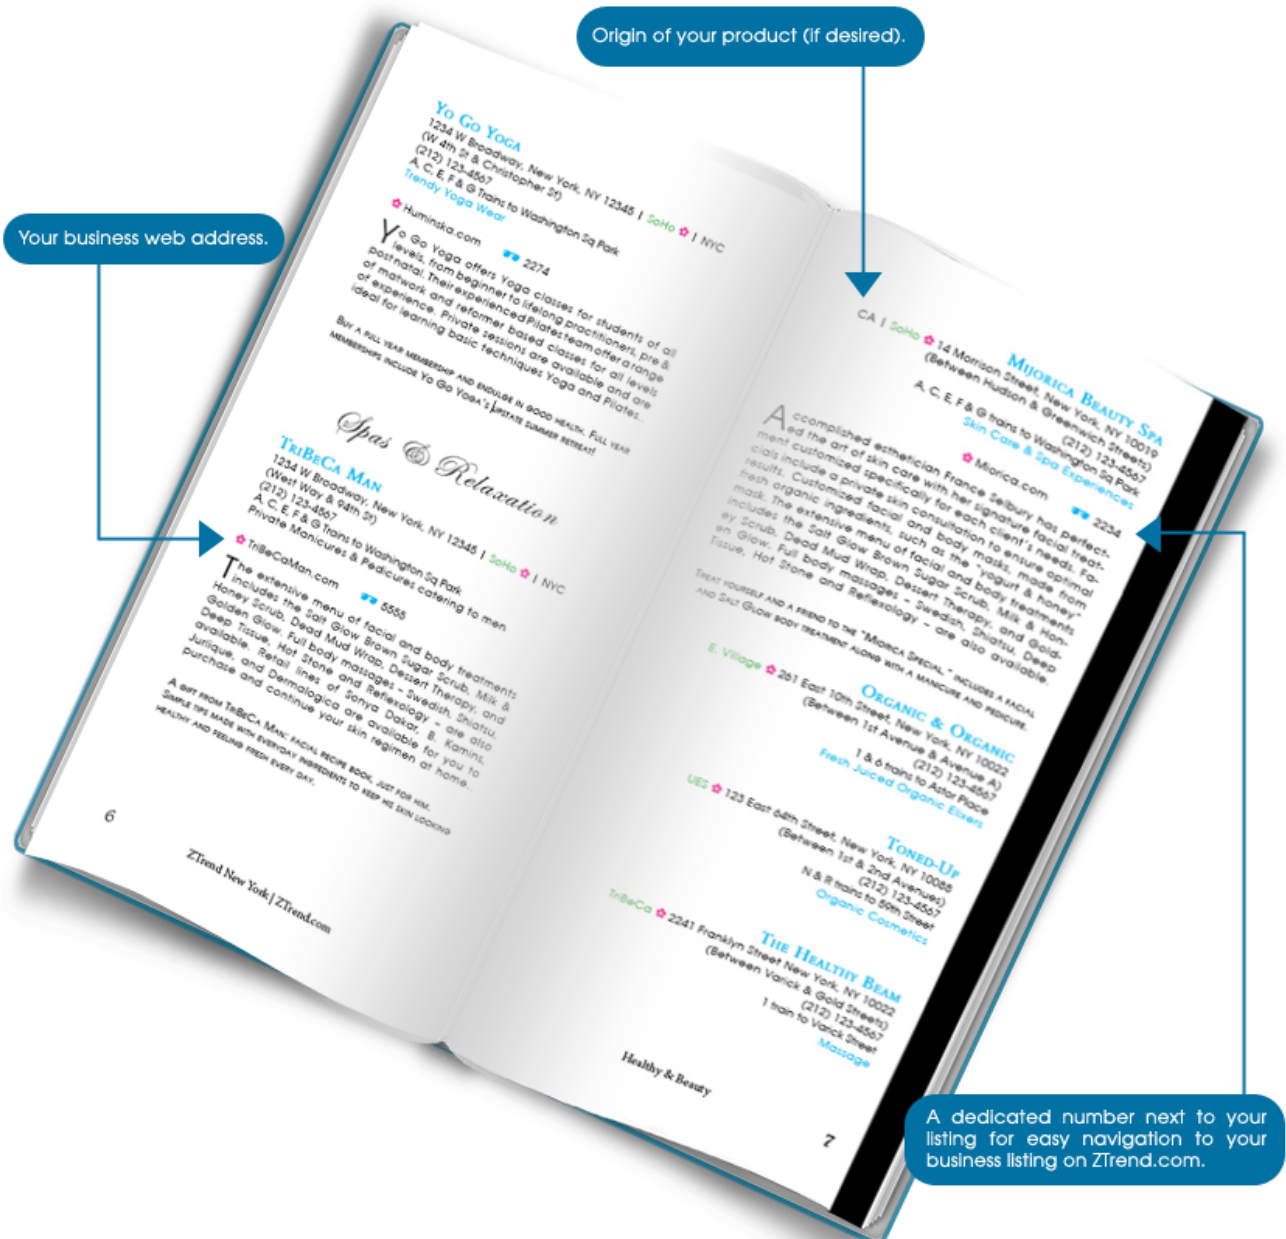 Origin of your product (if desired).
Your business web address.
Yo Go Yoga
1234 W Broadway, New York, NY 12345 | SoHo ✿ | NYC
(W 4th St & Christopher St)
(212) 123-4567
A, C, E, F & G Trains to Washington Sq Park
Trendy Yoga Wear
✿ Huminska.com 2274
Yo Go Yoga offers Yoga classes for students of all
levels, from beginner to lifelong practitioners, pre &
post natal. Their experienced Pilates team offer a range
of matwork and reformer based classes for all levels
of experience. Private sessions are available and are
ideal for learning basic techniques Yoga and Pilates...
Buy a full year membership and endulge in good health. Full year
memberships include Yo Go Yoga's upstate summer retreat!
Spas & Relaxation
TriBeCa Man
1234 W Broadway, New York, NY 12345 | SoHo ✿ | NYC
(West Way & 94th St)
(212) 123-4567
A, C, E, F & G Trains to Washington Sq Park
Private Manicures & Pedicures catering to men
✿ TriBeCaMan.com 5555
The extensive menu of facial and body treatments
includes the Salt Glow Brown Sugar Scrub, Milk &
Honey Scrub, Dead Mud Wrap, Dessert Therapy, and
Golden Glow. Full body massages – Swedish, Shiatsu,
Deep Tissue, Hot Stone and Reflexology – are also
available. Retail lines of Sonya Dakar, B. Kamins,
Jurlique, and Dermalogica are available for you to
purchase and continue your skin regimen at home...
A gift from TriBeCa Man: facial recipe book, just for him.
Simple tips made with everyday ingredients to keep his skin looking
healthy and feeling fresh every day.
6
ZTrend New York | ZTrend.com
Mijorica Beauty Spa
CA | SoHo ✿ 14 Morrison Street, New York, NY 10019
(Between Hudson & Greenwich Streets)
(212) 123-4567
A, C, E, F & G trains to Washington Sq Park
Skin Care & Spa Experiences
✿ Miorica.com 2234
Accomplished esthetician France Selbury has perfect-
ed the art of skin care with her signature facial treat-
ment customized specifically for each client's needs. Fa-
cials include a private skin consultation to ensure optimal
results. Customized facial and body masks, made from
fresh organic ingredients, such as the "yogurt & honey"
mask. The extensive menu of facial and body treatments
includes the Salt Glow Brown Sugar Scrub, Milk & Hon-
ey Scrub, Dead Mud Wrap, Dessert Therapy, and Gold-
en Glow. Full body massages – Swedish, Shiatsu, Deep
Tissue, Hot Stone and Reflexology – are also available.
Treat yourself and a friend to the "Miorica Special," includes a facial
and Salt Glow body treatment along with a manicure and pedicure.
Organic & Organic
E. Village ✿ 261 East 10th Street, New York, NY 10022
(Between 1st Avenue & Avenue A)
(212) 123-4567
1 & 6 trains to Astor Place
Fresh Juiced Organic Elixers
Toned-Up
UES ✿ 123 East 64th Street, New York, NY 10088
(Between 1st & 2nd Avenues)
(212) 123-4567
N & R trains to 59th Street
Organic Cosmetics
The Healthy Beam
TriBeCa ✿ 2241 Franklyn Street New York, NY 10022
(Between Varick & Gold Streets)
(212) 123-4567
1 train to Varick Street
Massage
Healthy & Beauty
7
A dedicated number next to your
listing for easy navigation to your
business listing on ZTrend.com.